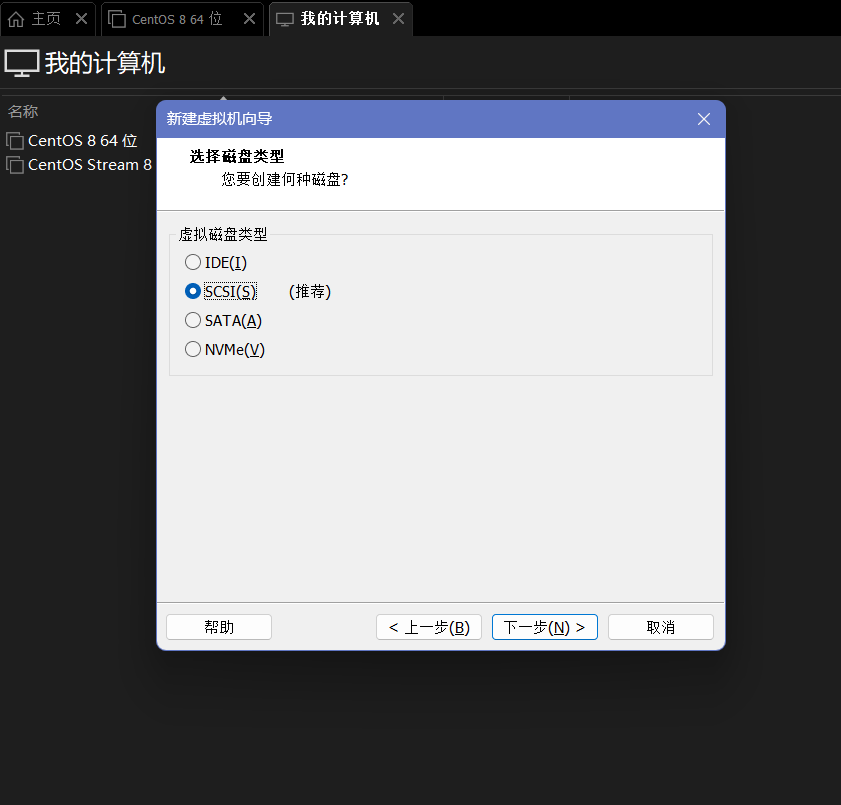 主页
CentOS 8 64 位
我的计算机
我的计算机
名称
CentOS 8 64 位
CentOS Stream 8
新建虚拟机向导
选择磁盘类型
您要创建何种磁盘?
虚拟磁盘类型
IDE(I)
SCSI(S) (推荐)
SATA(A)
NVMe(V)
帮助
< 上一步(B)
下一步(N) >
取消